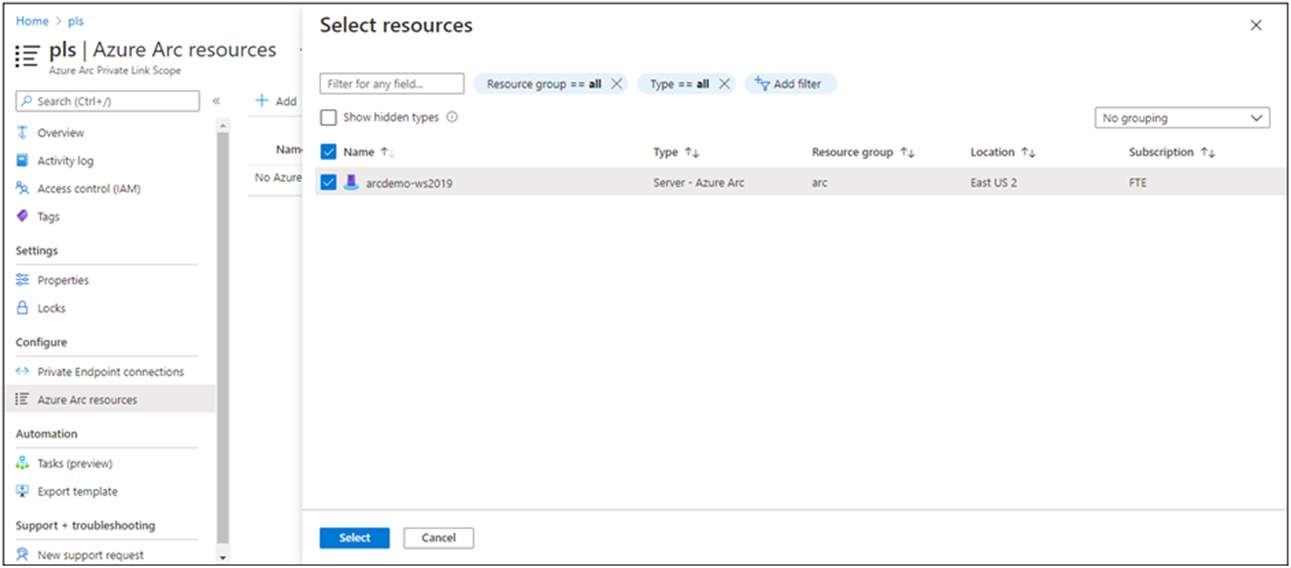 Home > pls
pls | Azure Arc resources
Azure Arc Private Link Scope
Search (Ctrl+/)
«
Overview
Activity log
Access control (IAM)
Tags
Settings
Properties
Locks
Configure
Private Endpoint connections
Azure Arc resources
Automation
Tasks (preview)
Export template
Support + troubleshooting
New support request
+ Add
Name
No Azure
Select resources
Filter for any field...
Resource group == all
Type == all
Add filter
Show hidden types
No grouping
Name Type Resource group Location Subscription
arcdemo-ws2019 Server - Azure Arc arc East US 2 FTE
Select Cancel